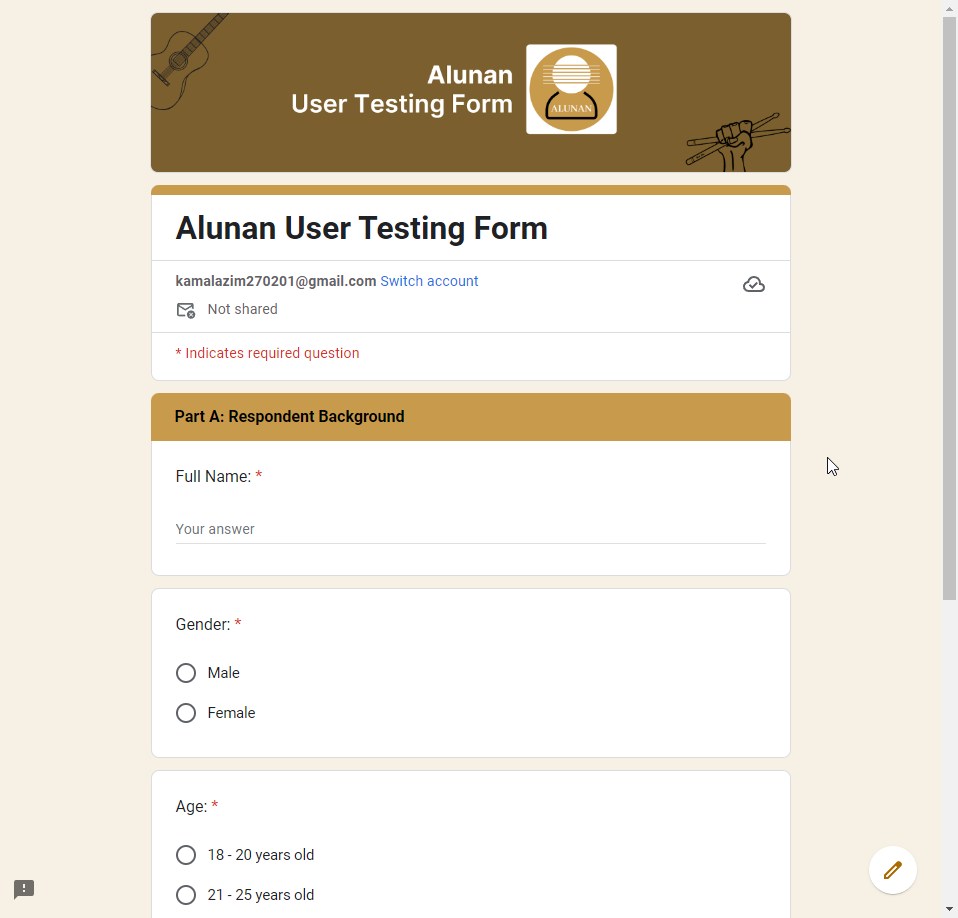 Alunan
User Testing Form
ALUNAN
Alunan User Testing Form
kamalazim270201@gmail.com Switch account
Not shared
* Indicates required question
Part A: Respondent Background
Full Name: *
Your answer
Gender: *
Male
Female
Age: *
18 - 20 years old
21 - 25 years old